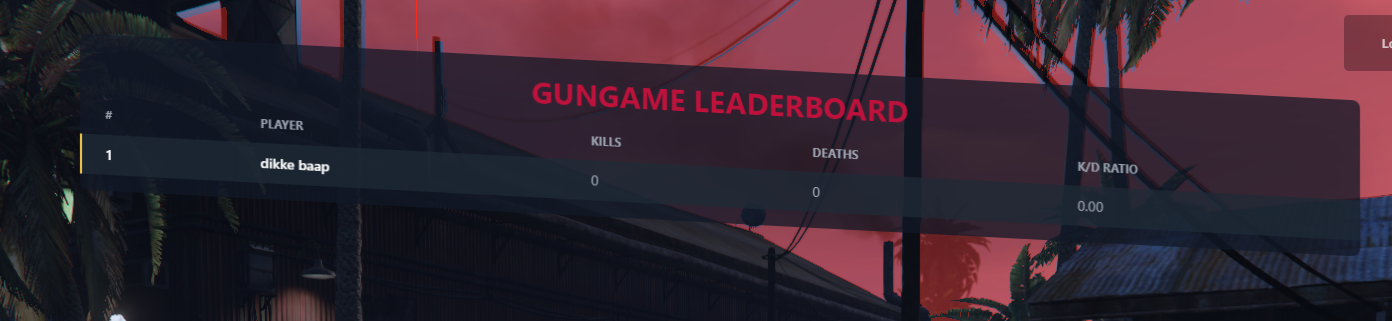 GUNGAME LEADERBOARD
# PLAYER KILLS DEATHS K/D RATIO
1 dikke baap 0 0 0.00